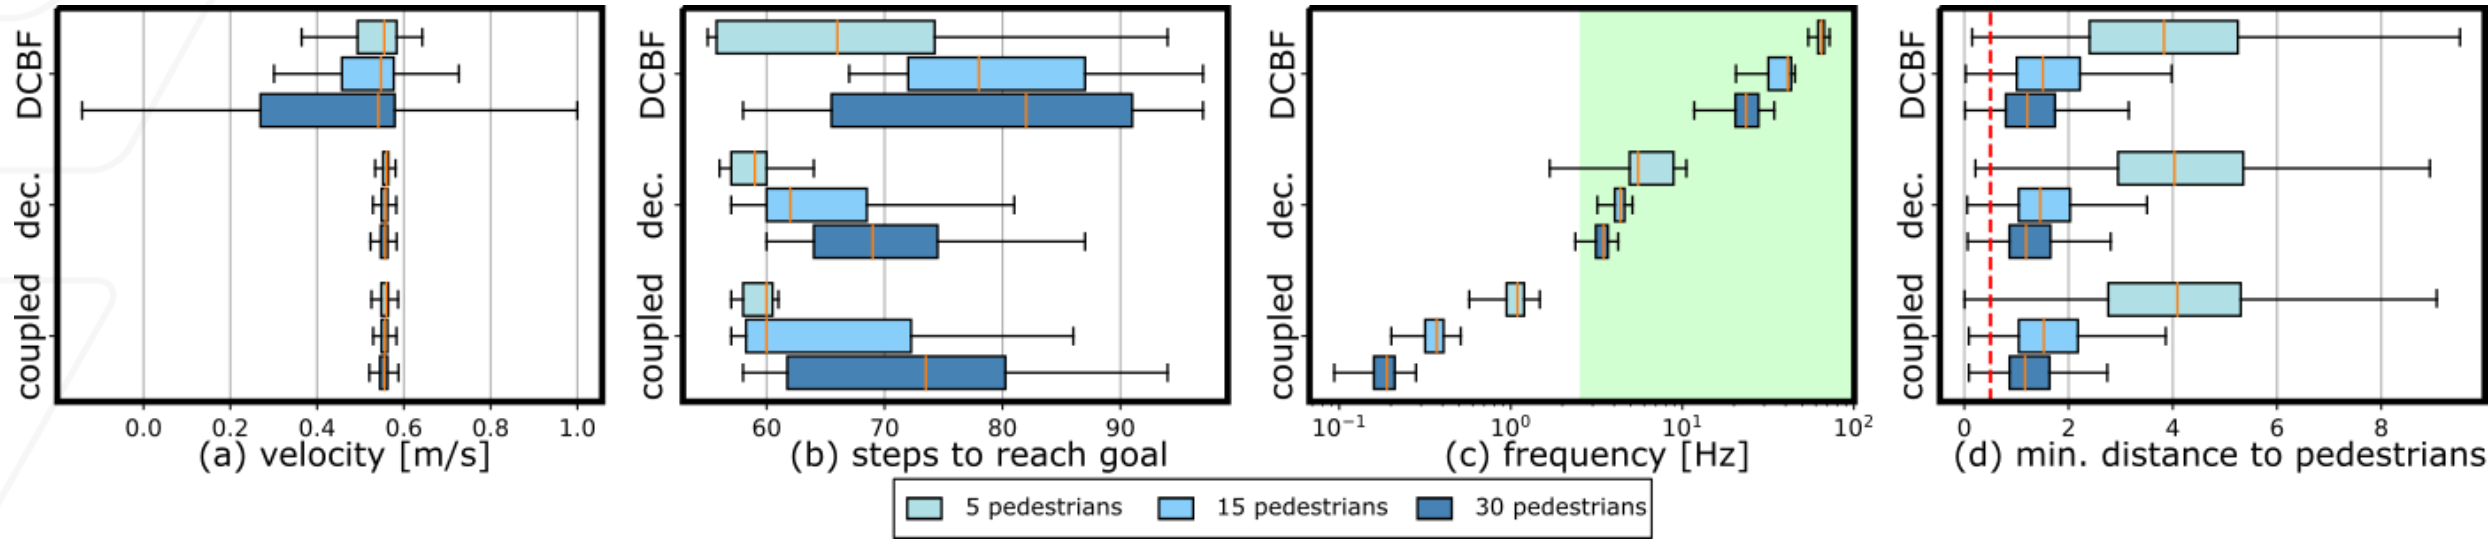 DCBF
dec.
coupled
0.0 0.2 0.4 0.6 0.8 1.0
(a) velocity [m/s]
DCBF
dec.
coupled
60 70 80 90
(b) steps to reach goal
DCBF
dec.
coupled
10⁻¹ 10⁰ 10¹ 10²
(c) frequency [Hz]
DCBF
dec.
coupled
0 2 4 6 8
(d) min. distance to pedestrians
5 pedestrians 15 pedestrians 30 pedestrians